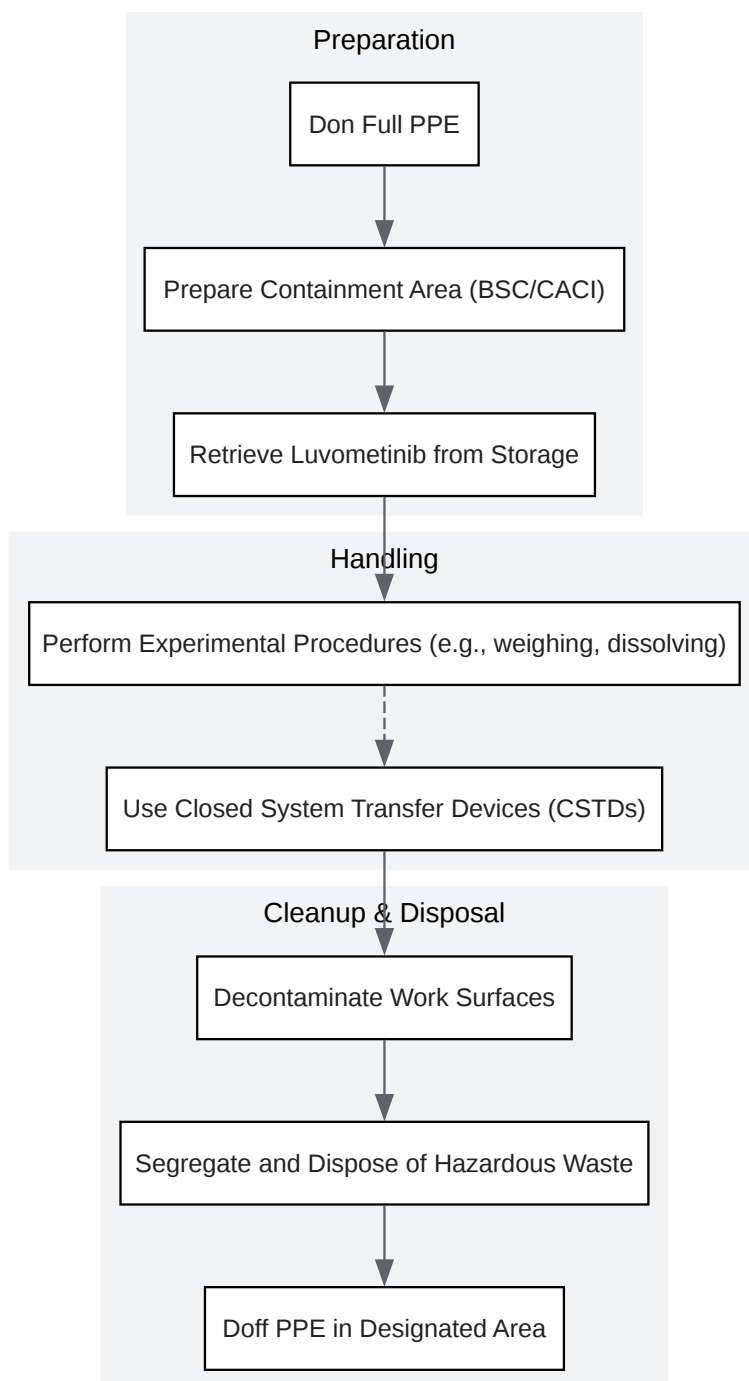 Preparation
Don Full PPE
Prepare Containment Area (BSC/CACI)
Retrieve Luvometinib from Storage
Handling
Perform Experimental Procedures (e.g., weighing, dissolving)
Use Closed System Transfer Devices (CSTDs)
Cleanup & Disposal
Decontaminate Work Surfaces
Segregate and Dispose of Hazardous Waste
Doff PPE in Designated Area